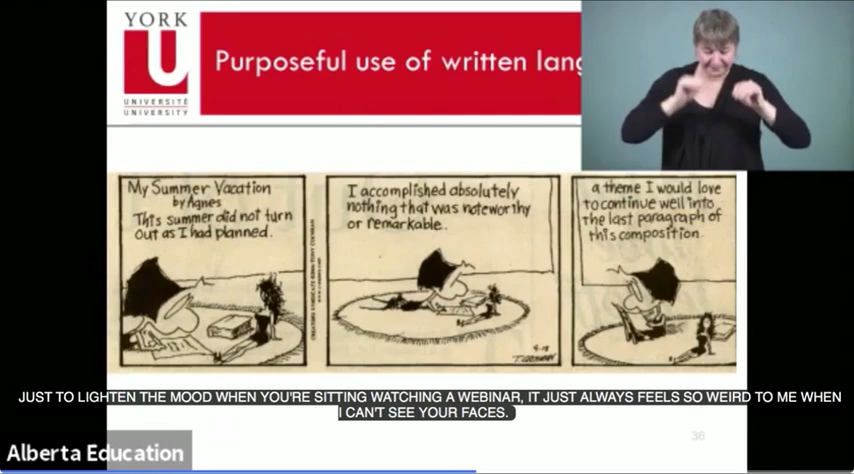 YORK
U
UNIVERSITÉ
UNIVERSITY
Purposeful use of written lang
My Summer Vacation
by Agnes
This summer did not turn
out as I had planned.
I accomplished absolutely
nothing that was noteworthy
or remarkable.
a theme I would love
to continue well into
the last paragraph of
this composition.
4-18
JUST TO LIGHTEN THE MOOD WHEN YOU'RE SITTING WATCHING A WEBINAR, IT JUST ALWAYS FEELS SO WEIRD TO ME WHEN
I CAN'T SEE YOUR FACES.
36
Alberta Education